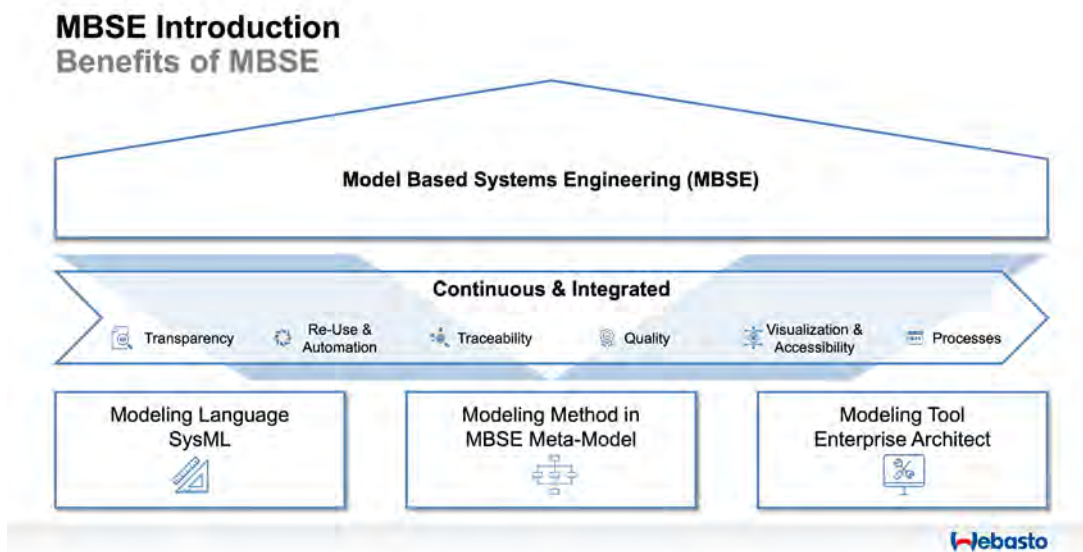 MBSE Introduction
Benefits of MBSE
Model Based Systems Engineering (MBSE)
Continuous & Integrated
Transparency
Re-Use &
Automation
Traceability
Quality
Visualization &
Accessibility
Processes
Modeling Language
SysML
Modeling Method in
MBSE Meta-Model
Modeling Tool
Enterprise Architect
Webasto